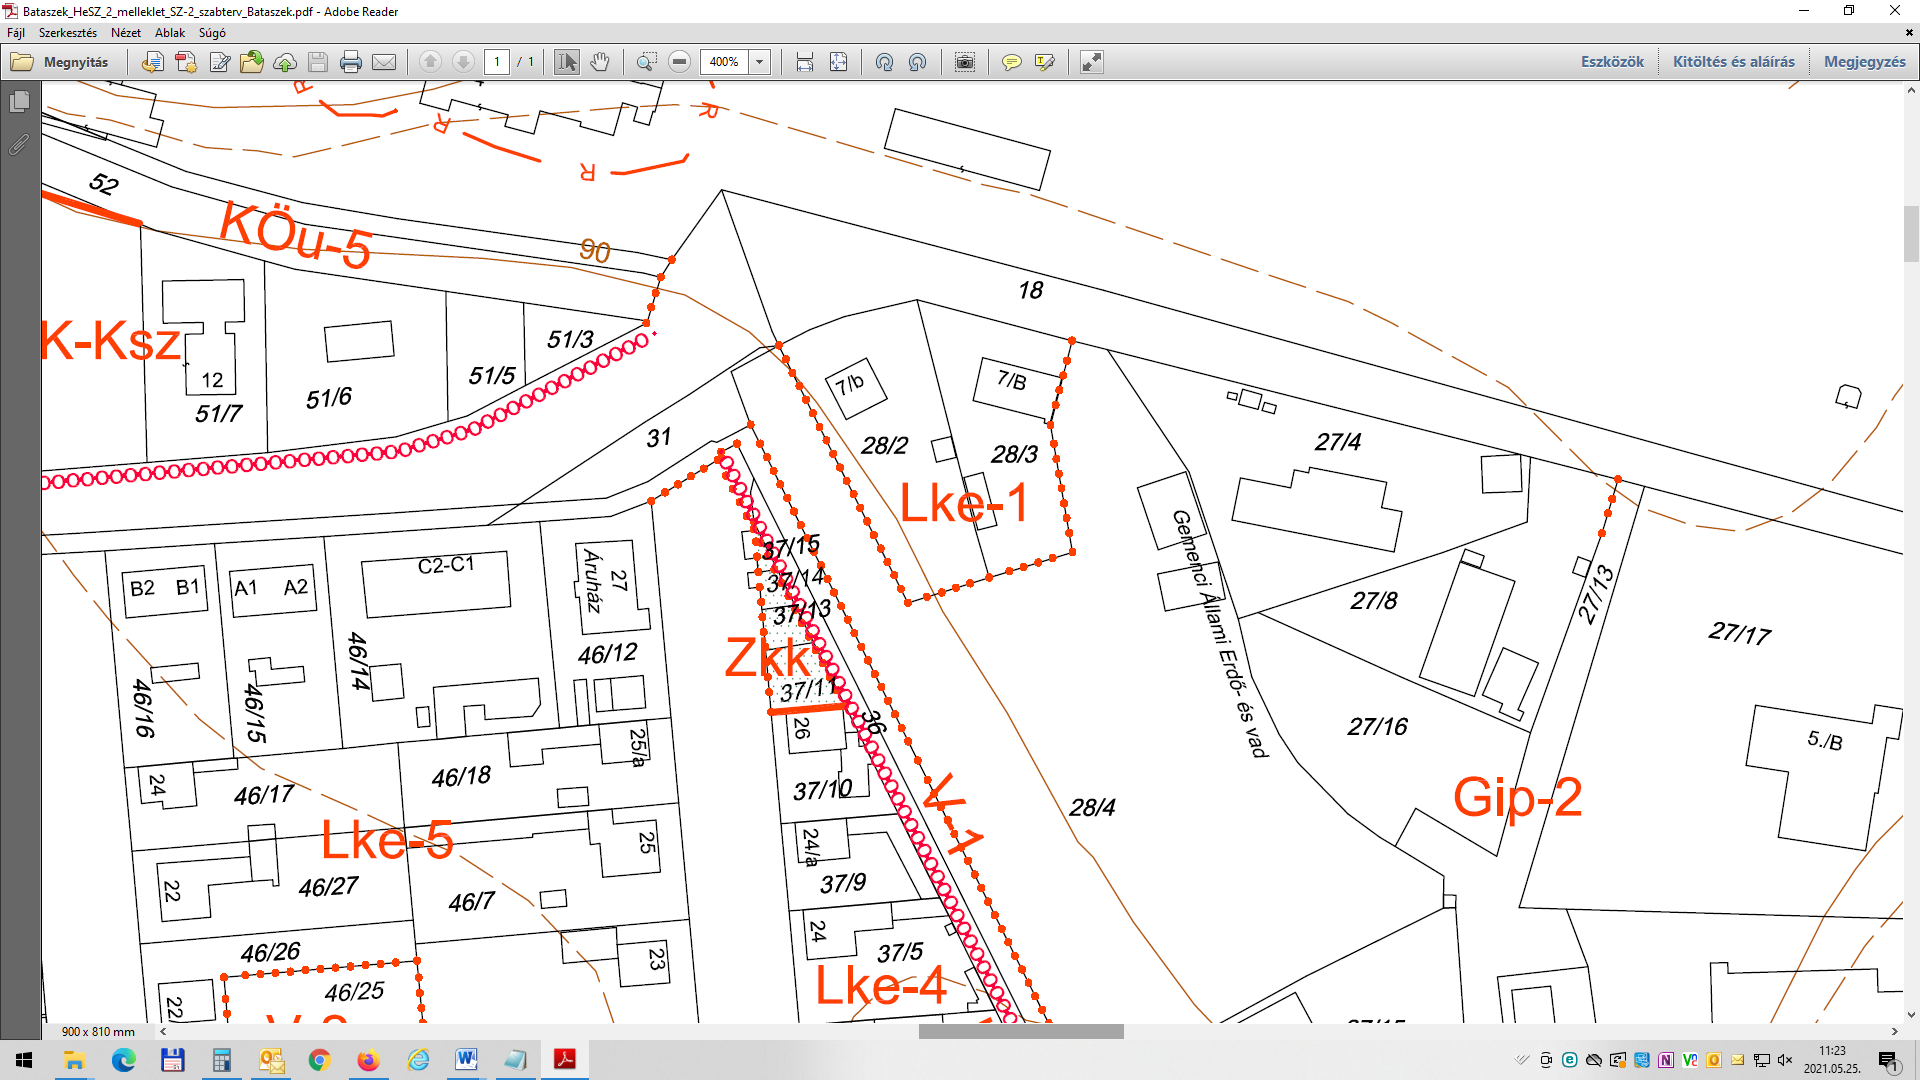 Bataszek_HeSZ_2_melleklet_SZ-2_szabterv_Bataszek.pdf - Adobe Reader
Fájl Szerkesztés Nézet Ablak Súgó
Megnyitás 1 / 1 400% Eszközök Kitöltés és aláírás Megjegyzés
R
R
R
R
52
KÖu-5
90
18
K-Ksz
12
51/7
51/6
51/5
51/3
31
7/b
7/B
28/2
28/3
Lke-1
27/4
Gemenci Állami Erdő- és vad
27/8
27/13
27/17
27/16
5./B
Gip-2
28/4
B2 B1
A1 A2
C2-C1
Áruház
27
46/12
46/14
46/15
46/16
37/15
37/14
37/13
Zkk
37/11
36
26
V-1
25/a
46/18
46/17
24
37/10
Lke-5
25
24/a
37/9
22
46/27
46/7
24
37/5
46/26
23
46/25
Lke-4
22
900 x 810 mm
11:23
2021.05.25.
1